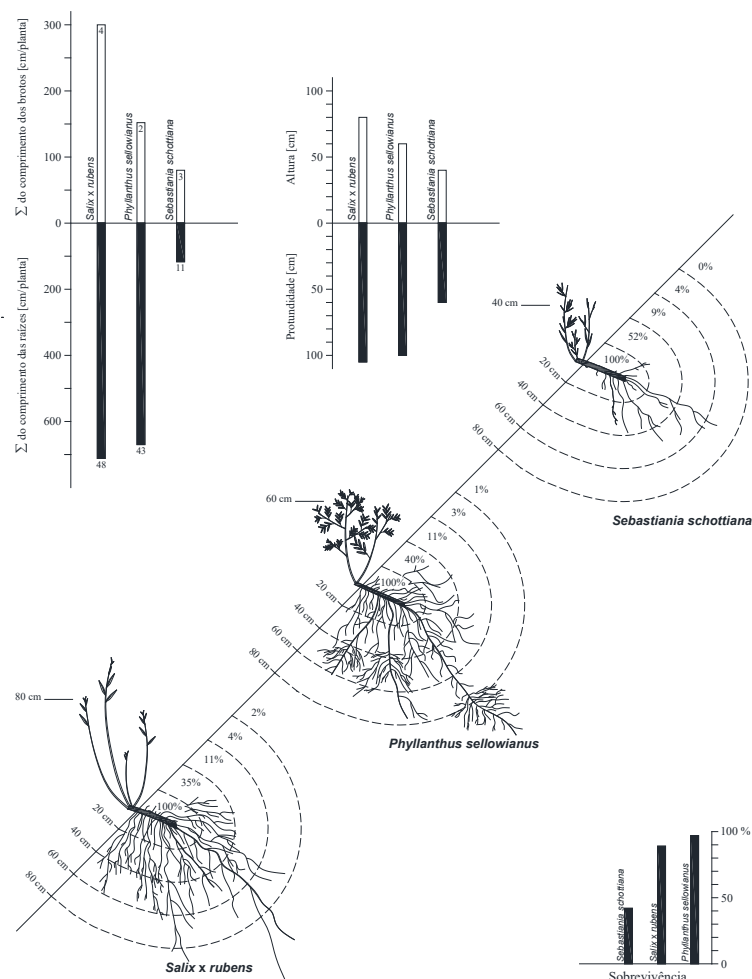 ∑ do comprimento dos brotos [cm/planta]
300
200
100
0
∑ do comprimento das raízes [cm/planta]
200
400
600
4
2
3
Salix x rubens
Phyllanthus sellowianus
Sebastiania schottiana
48
43
11
Altura [cm]
100
50
0
Profundidade [cm]
50
100
Salix x rubens
Phyllanthus sellowianus
Sebastiania schottiana
40 cm
0%
4%
9%
52%
100%
20 cm
40 cm
60 cm
80 cm
Sebastiania schottiana
60 cm
1%
3%
11%
40%
100%
20 cm
40 cm
60 cm
80 cm
Phyllanthus sellowianus
80 cm
2%
4%
11%
35%
100%
20 cm
40 cm
60 cm
80 cm
Salix x rubens
100 %
50
0
Sebastiania schottiana
Salix x rubens
Phyllanthus sellowianus
Sobrevivência